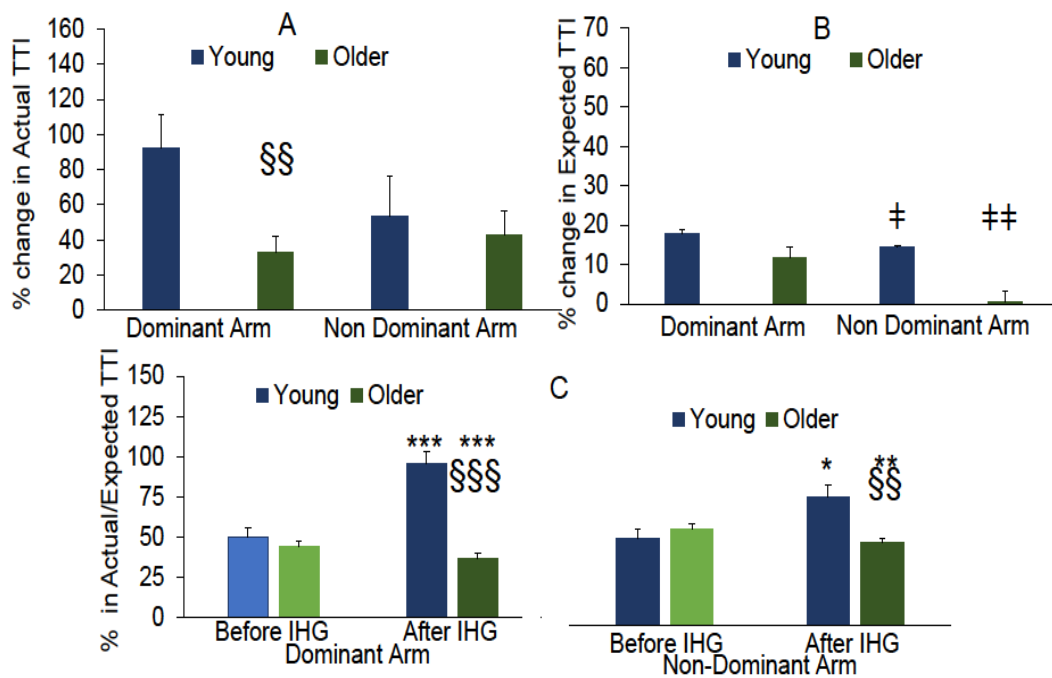 A
% change in Actual TTI
160
140
120
100
80
60
40
20
0
Young Older
§§
Dominant Arm Non Dominant Arm
B
% change in Expected TTI
70
60
50
40
30
20
10
0
Young Older
ǂ ǂǂ
Dominant Arm Non Dominant Arm
C
% in Actual/Expected TTI
150
125
100
75
50
25
0
Young Older
*** ***
§§§
Before IHG After IHG
Dominant Arm
Young Older
* **
§§
Before IHG After IHG
Non-Dominant Arm